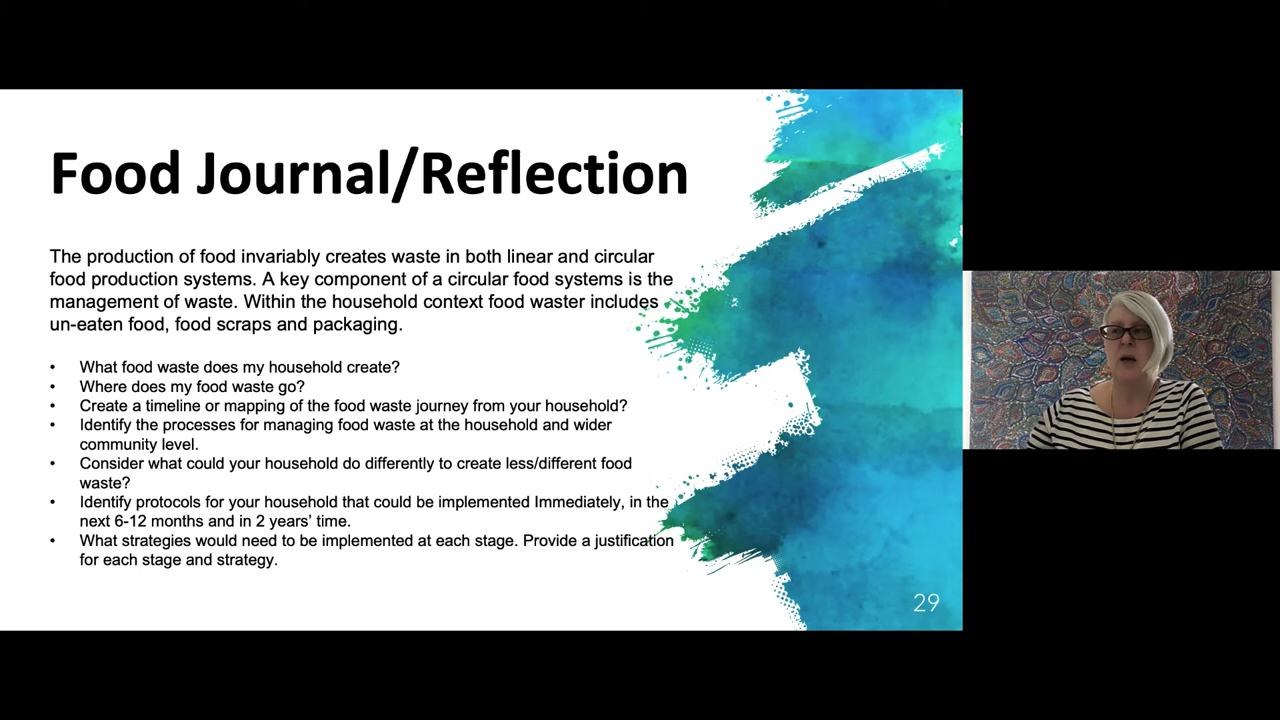 Food Journal/Reflection
The production of food invariably creates waste in both linear and circular
food production systems. A key component of a circular food systems is the
management of waste. Within the household context food waster includes
un-eaten food, food scraps and packaging.
• What food waste does my household create?
• Where does my food waste go?
• Create a timeline or mapping of the food waste journey from your household?
• Identify the processes for managing food waste at the household and wider
community level.
• Consider what could your household do differently to create less/different food
waste?
• Identify protocols for your household that could be implemented Immediately, in the
next 6-12 months and in 2 years’ time.
• What strategies would need to be implemented at each stage. Provide a justification
for each stage and strategy.
29